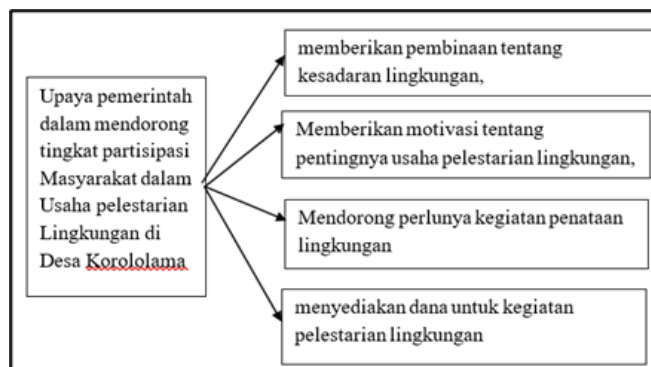 Upaya pemerintah
dalam mendorong
tingkat partisipasi
Masyarakat dalam
Usaha pelestarian
Lingkungan di
Desa Korololama
memberikan pembinaan tentang
kesadaran lingkungan,
Memberikan motivasi tentang
pentingnya usaha pelestarian lingkungan,
Mendorong perlunya kegiatan penataan
lingkungan
menyediakan dana untuk kegiatan
pelestarian lingkungan